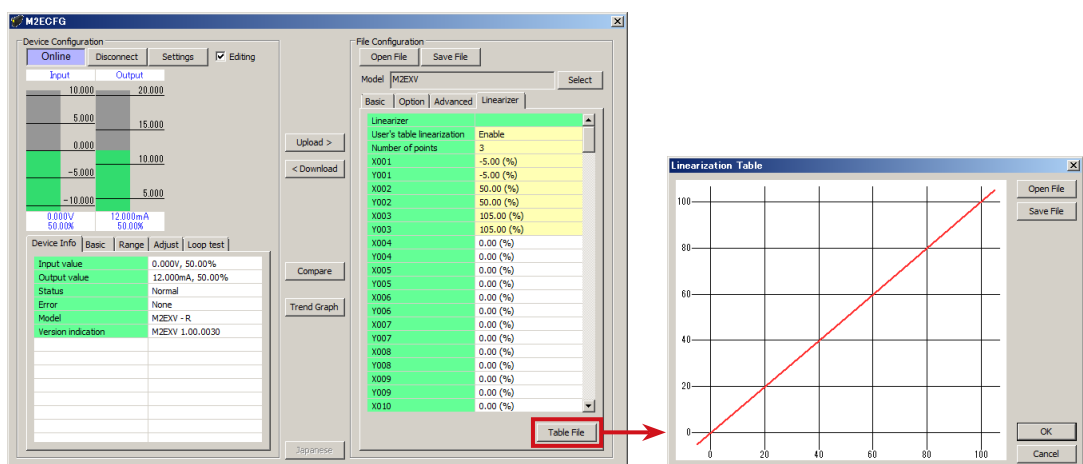 M2ECFG
Device Configuration
Online Disconnect Settings Editing
Input Output
10.000 20.000
5.000 15.000
0.000 10.000
-5.000 5.000
-10.000
0.000V 12.000mA
50.00% 50.00%
Device Info Basic Range Adjust Loop test
Input value 0.000V, 50.00%
Output value 12.000mA, 50.00%
Status Normal
Error None
Model M2EXV - R
Version indication M2EXV 1.00.0030
Upload >
< Download
Compare
Trend Graph
Japanese
File Configuration
Open File Save File
Model M2EXV Select
Basic Option Advanced Linearizer
Linearizer
User's table linearization Enable
Number of points 3
X001 -5.00 (%)
Y001 -5.00 (%)
X002 50.00 (%)
Y002 50.00 (%)
X003 105.00 (%)
Y003 105.00 (%)
X004 0.00 (%)
Y004 0.00 (%)
X005 0.00 (%)
Y005 0.00 (%)
X006 0.00 (%)
Y006 0.00 (%)
X007 0.00 (%)
Y007 0.00 (%)
X008 0.00 (%)
Y008 0.00 (%)
X009 0.00 (%)
Y009 0.00 (%)
X010 0.00 (%)
Table File
Linearization Table
Open File
Save File
100
80
60
40
20
0
0 20 40 60 80 100
OK
Cancel